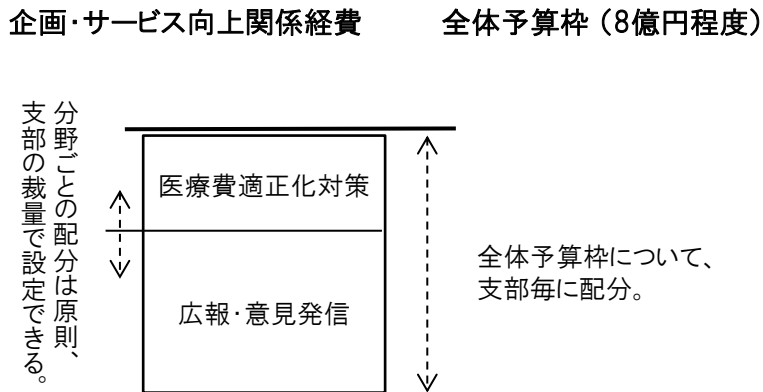 企画・サービス向上関係経費　　全体予算枠（8億円程度）
分野ごとの配分は原則、
支部の裁量で設定できる。
医療費適正化対策
広報・意見発信
全体予算枠について、
支部毎に配分。